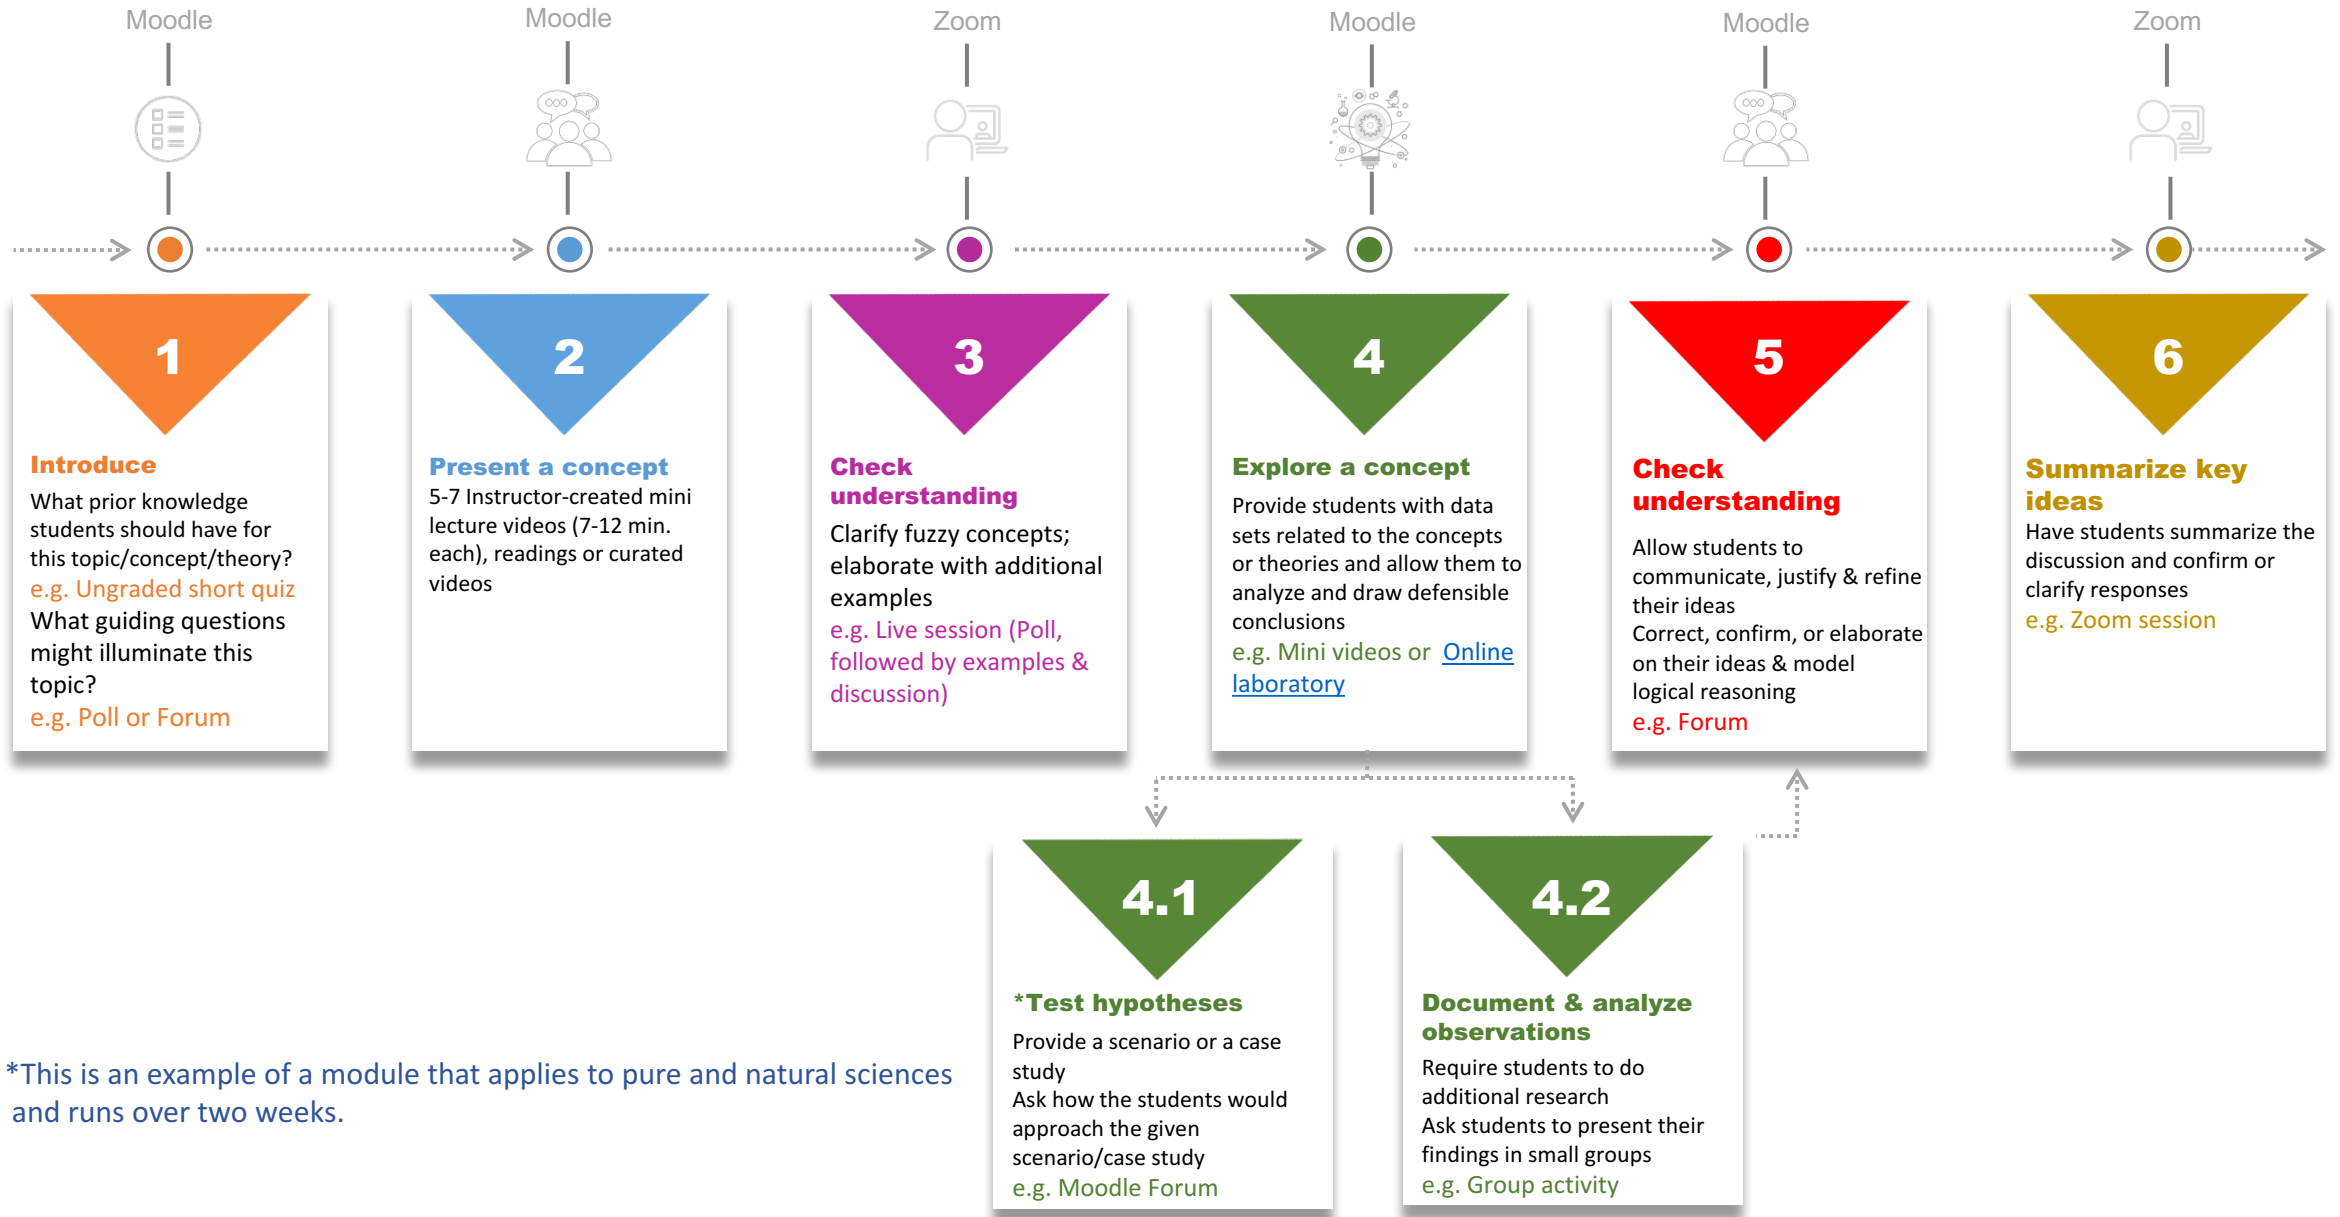 Moodle
Moodle
Zoom
Moodle
Moodle
Zoom
1
Introduce
What prior knowledge
students should have for
this topic/concept/theory?
e.g. Ungraded short quiz
What guiding questions
might illuminate this
topic?
e.g. Poll or Forum
2
Present a concept
5-7 Instructor-created mini
lecture videos (7-12 min.
each), readings or curated
videos
3
Check
understanding
Clarify fuzzy concepts;
elaborate with additional
examples
e.g. Live session (Poll,
followed by examples &
discussion)
4
Explore a concept
Provide students with data
sets related to the concepts
or theories and allow them to
analyze and draw defensible
conclusions
e.g. Mini videos or Online
laboratory
5
Check
understanding
Allow students to
communicate, justify & refine
their ideas
Correct, confirm, or elaborate
on their ideas & model
logical reasoning
e.g. Forum
6
Summarize key
ideas
Have students summarize the
discussion and confirm or
clarify responses
e.g. Zoom session
4.1
*Test hypotheses
Provide a scenario or a case
study
Ask how the students would
approach the given
scenario/case study
e.g. Moodle Forum
4.2
Document & analyze
observations
Require students to do
additional research
Ask students to present their
findings in small groups
e.g. Group activity
*This is an example of a module that applies to pure and natural sciences
and runs over two weeks.